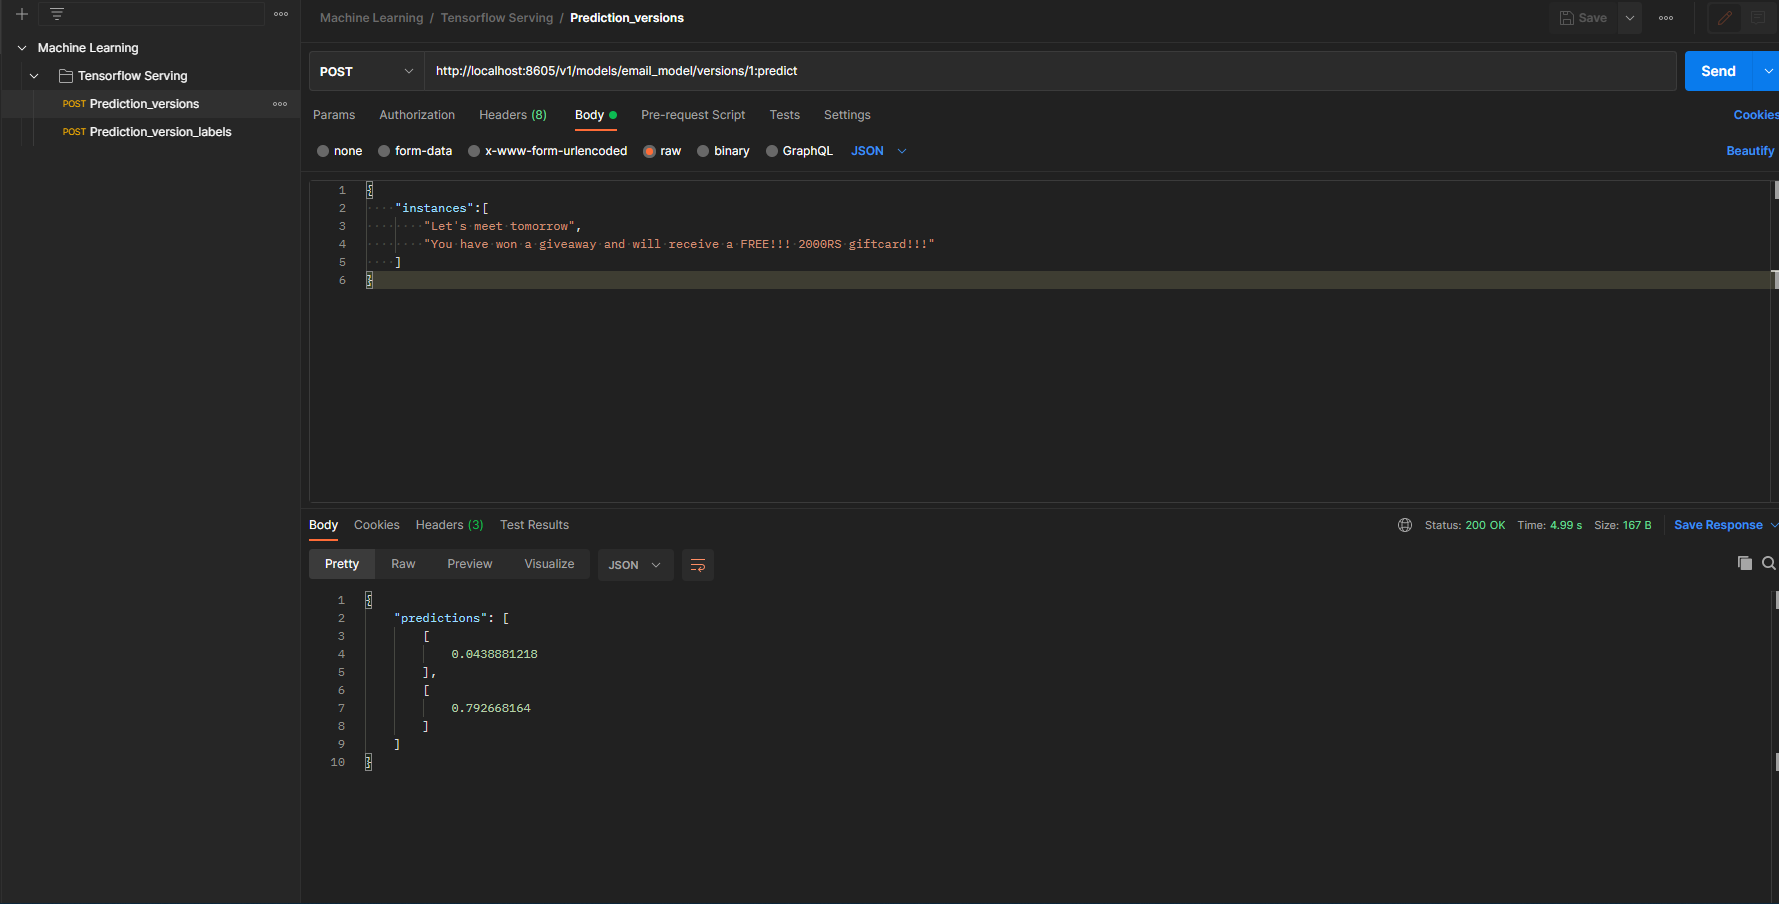 Machine Learning / Tensorflow Serving / Prediction_versions
Save
Machine Learning
Tensorflow Serving
POST Prediction_versions
POST Prediction_version_labels
POST
http://localhost:8605/v1/models/email_model/versions/1:predict
Send
Params Authorization Headers (8) Body Pre-request Script Tests Settings Cookies
none form-data x-www-form-urlencoded raw binary GraphQL JSON Beautify
1 {
2 "instances":[
3 "Let's meet tomorrow",
4 "You have won a giveaway and will receive a FREE!!! 2000RS giftcard!!!"
5 ]
6 }
Body Cookies Headers (3) Test Results Status: 200 OK Time: 4.99 s Size: 167 B Save Response
Pretty Raw Preview Visualize JSON
1 {
2 "predictions": [
3 [
4 0.0438881218
5 ],
6 [
7 0.792668164
8 ]
9 ]
10 }